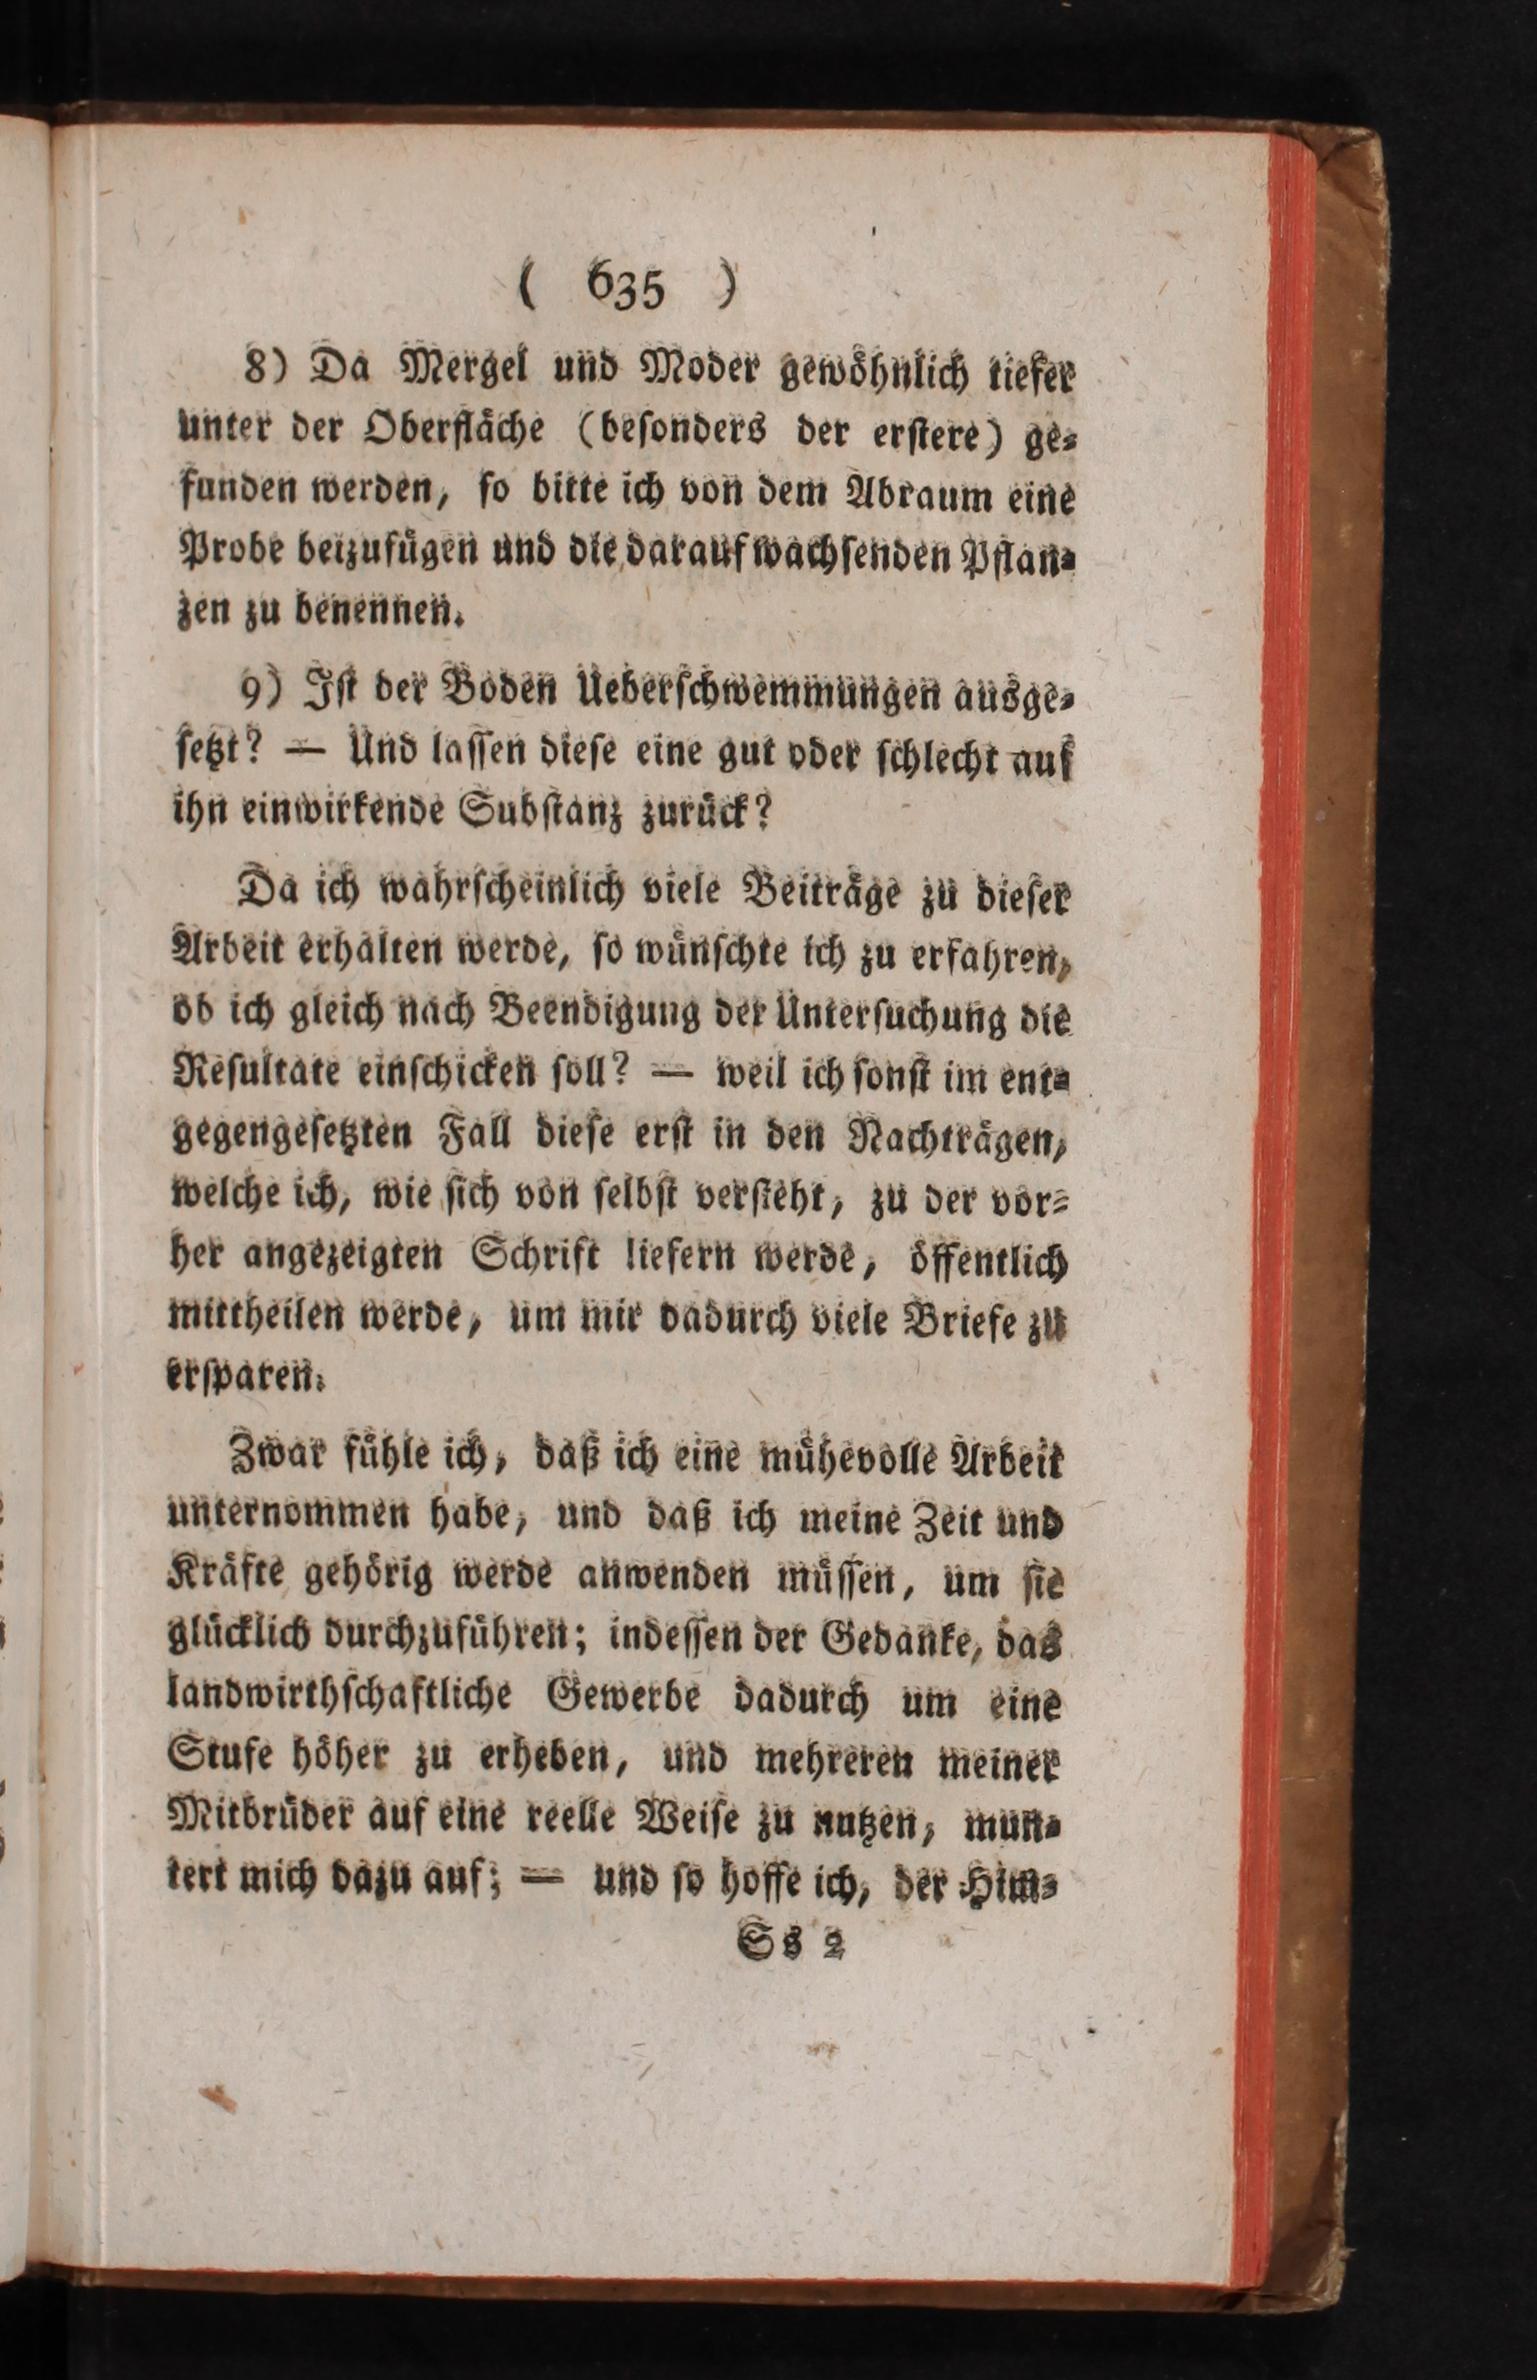 ( 635 )
8) Da Mergel und Moder gewöhnlich tiefer
unter der Oberfläche (beſonders der erſtere) ge⸗
funden werden, ſo bitte ich von dem Abraum eine
Probe beizufügen und die darauf wachſenden Pflan⸗
zen zu benennen.
9) Iſt der Boden Ueberſchwemmungen ausge⸗
ſetzt? — Und laſſen dieſe eine gut oder ſchlecht auf
ihn einwirkende Subſtanz zurück?
Da ich wahrſcheinlich viele Beiträge zu dieſer
Arbeit erhalten werde, ſo wünſchte ich zu erfahren,
ob ich gleich nach Beendigung der Unterſuchung die
Reſultate einſchicken ſoll? — weil ich ſonſt im ent⸗
gegengeſetzten Fall dieſe erſt in den Nachträgen,
welche ich, wie ſich von ſelbſt verſteht, zu der vor⸗
her angezeigten Schrift liefern werde, öffentlich
mittheilen werde, um mir dadurch viele Briefe zu
erſparen.
Zwar fühle ich, daß ich eine mühevolle Arbeit
unternommen habe, und daß ich meine Zeit und
Kräfte gehörig werde anwenden müſſen, um ſie
glücklich durchzuführen; indeſſen der Gedanke, das
landwirthſchaftliche Gewerbe dadurch um eine
Stufe höher zu erheben, und mehreren meiner
Mitbrüder auf eine reelle Weiſe zu nutzen, mun⸗
tert mich dazu auf; — und ſo hoffe ich, der Him⸗
Ss 2